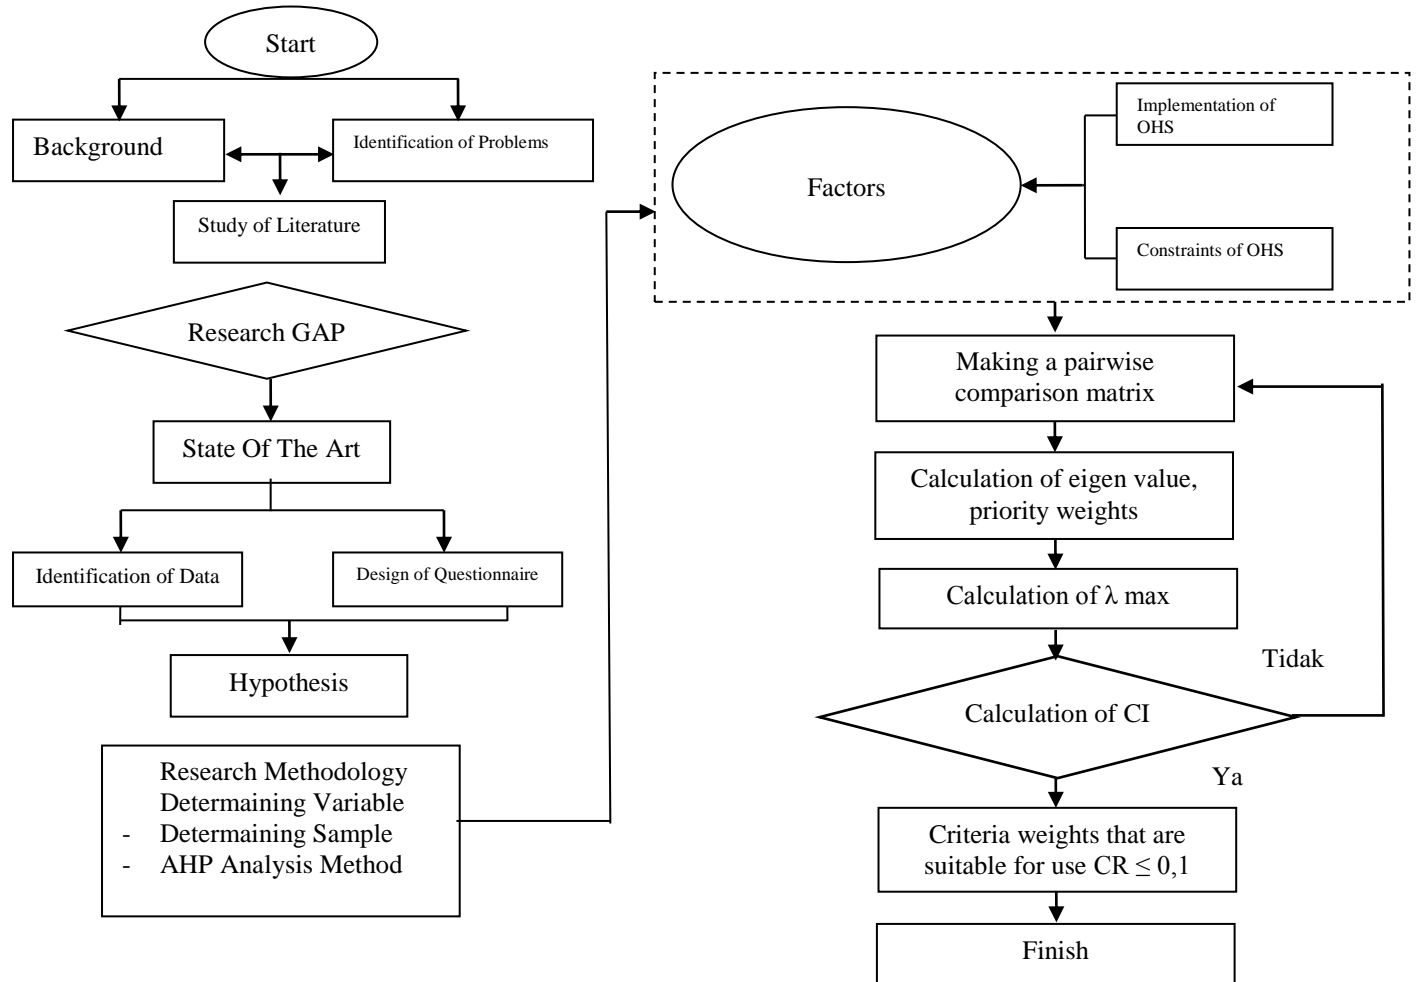 Start
Background
Identification of Problems
Study of Literature
Research GAP
State Of The Art
Identification of Data
Design of Questionnaire
Hypothesis
Research Methodology
Determaining Variable
- Determaining Sample
- AHP Analysis Method
Factors
Implementation of
OHS
Constraints of OHS
Making a pairwise
comparison matrix
Calculation of eigen value,
priority weights
Calculation of λ max
Tidak
Calculation of CI
Ya
Criteria weights that are
suitable for use CR ≤ 0,1
Finish